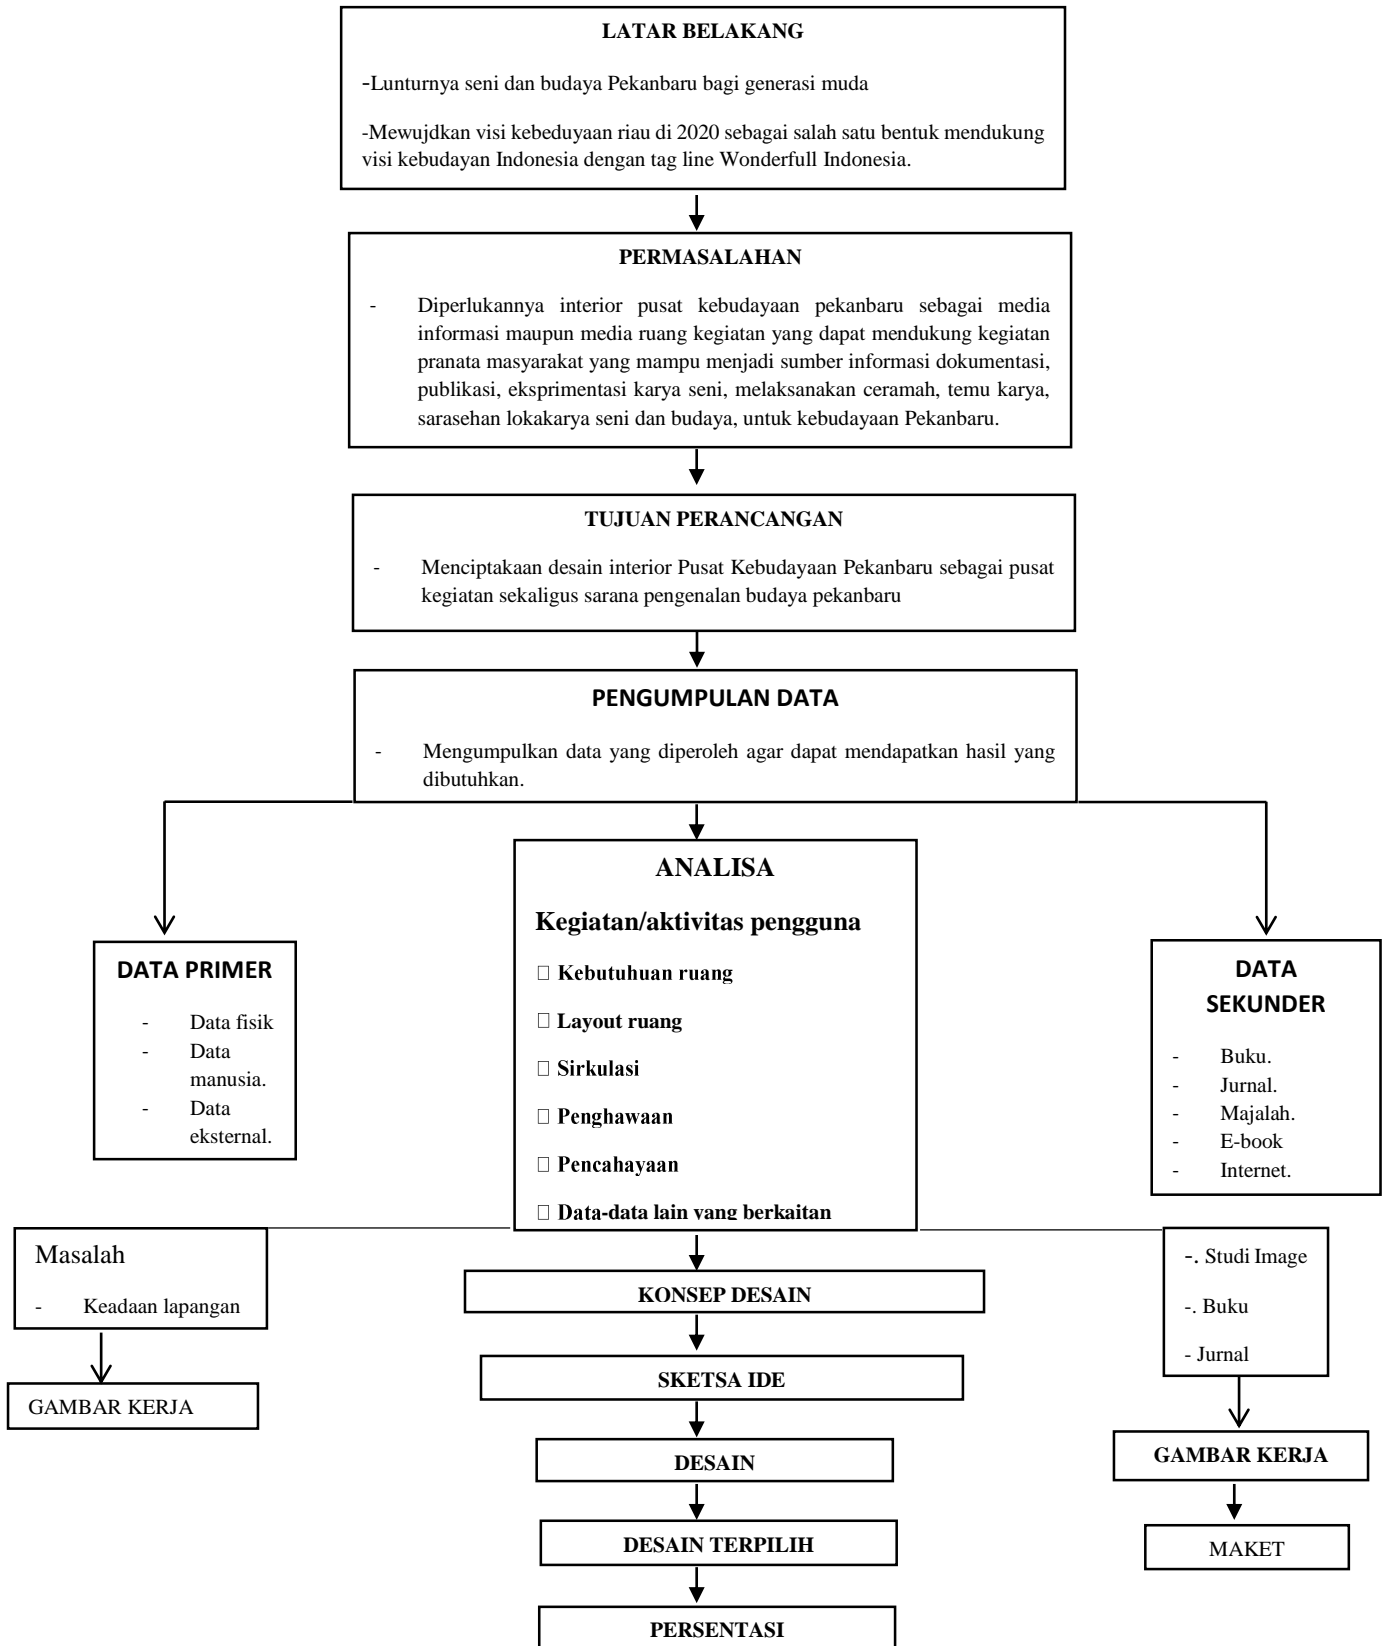 LATAR BELAKANG
-Lunturnya seni dan budaya Pekanbaru bagi generasi muda
-Mewujdkan visi kebeduyaan riau di 2020 sebagai salah satu bentuk mendukung
visi kebudayan Indonesia dengan tag line Wonderfull Indonesia.
PERMASALAHAN
- Diperlukannya interior pusat kebudayaan pekanbaru sebagai media
informasi maupun media ruang kegiatan yang dapat mendukung kegiatan
pranata masyarakat yang mampu menjadi sumber informasi dokumentasi,
publikasi, eksprimentasi karya seni, melaksanakan ceramah, temu karya,
sarasehan lokakarya seni dan budaya, untuk kebudayaan Pekanbaru.
TUJUAN PERANCANGAN
- Menciptakaan desain interior Pusat Kebudayaan Pekanbaru sebagai pusat
kegiatan sekaligus sarana pengenalan budaya pekanbaru
PENGUMPULAN DATA
- Mengumpulkan data yang diperoleh agar dapat mendapatkan hasil yang
dibutuhkan.
DATA PRIMER
- Data fisik
- Data
manusia.
- Data
eksternal.
ANALISA
Kegiatan/aktivitas pengguna
□ Kebutuhuan ruang
□ Layout ruang
□ Sirkulasi
□ Penghawaan
□ Pencahayaan
□ Data-data lain yang berkaitan
DATA
SEKUNDER
- Buku.
- Jurnal.
- Majalah.
- E-book
- Internet.
Masalah
- Keadaan lapangan
GAMBAR KERJA
KONSEP DESAIN
SKETSA IDE
DESAIN
DESAIN TERPILIH
PERSENTASI
-. Studi Image
-. Buku
- Jurnal
GAMBAR KERJA
MAKET